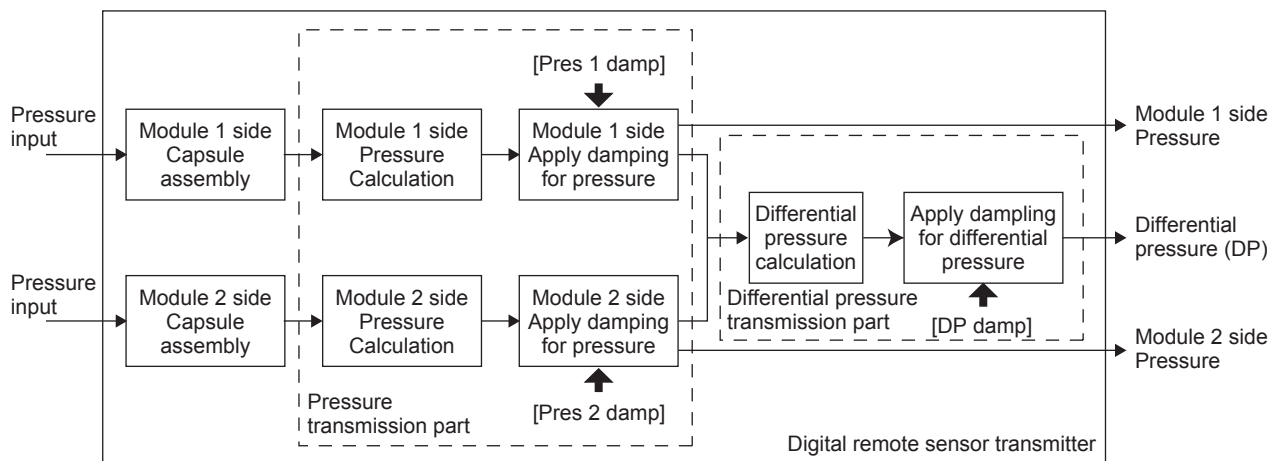 [Pres 1 damp]
Pressure
input
Module 1 side
Capsule
assembly
Module 1 side
Pressure
Calculation
Module 1 side
Apply damping
for pressure
Module 1 side
Pressure
Differential
pressure
calculation
Apply dampling
for differential
pressure
Differential
pressure (DP)
Pressure
input
Module 2 side
Capsule
assembly
Module 2 side
Pressure
Calculation
Module 2 side
Apply damping
for pressure
Differential pressure
transmission part
[DP damp]
Module 2 side
Pressure
Pressure
transmission part
[Pres 2 damp]
Digital remote sensor transmitter